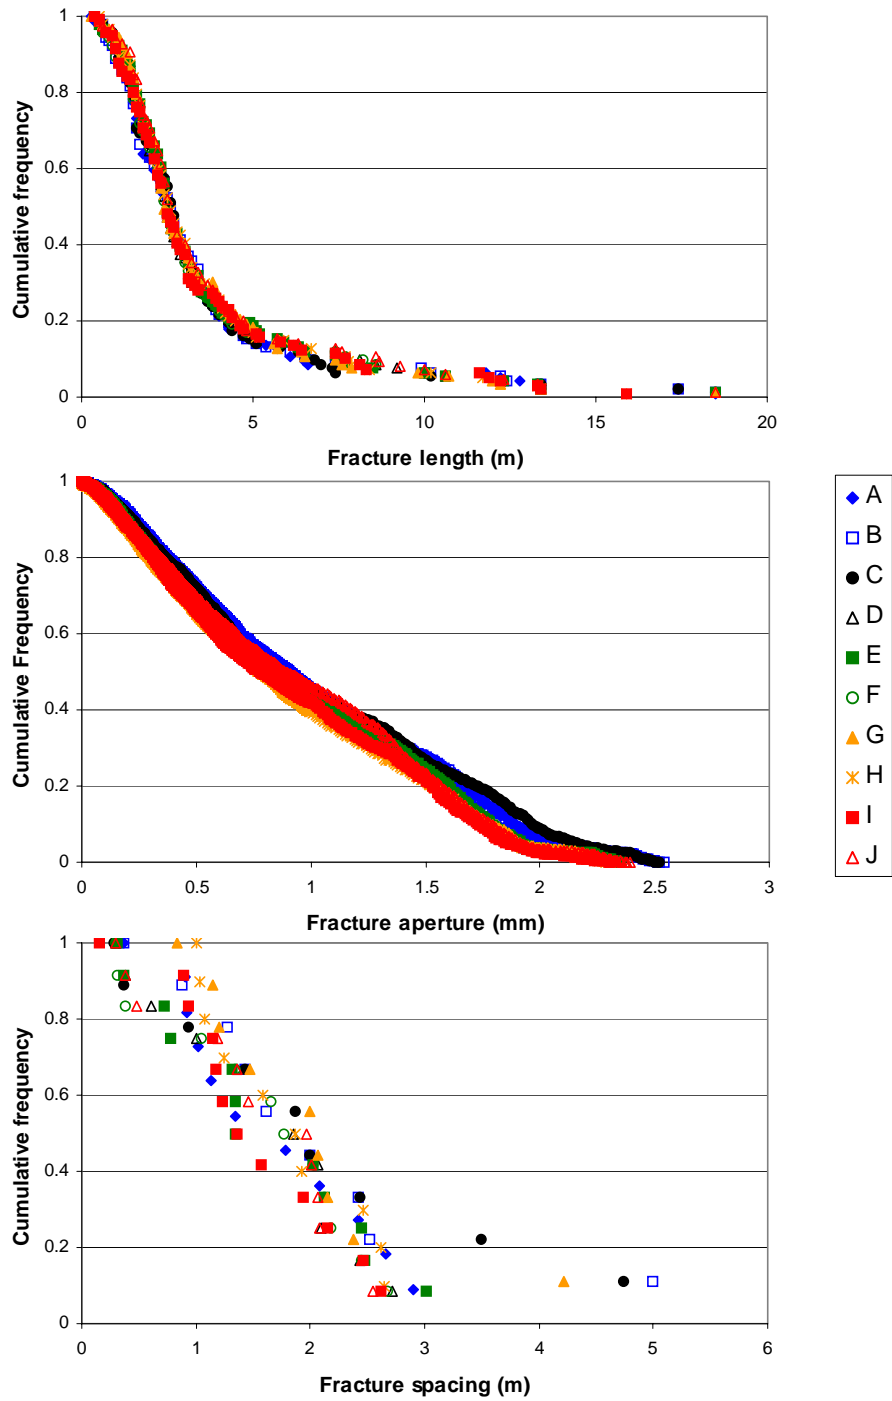 1
0.8
0.6
0.4
0.2
0
Cumulative frequency
0 5 10 15 20
Fracture length (m)
1
0.8
0.6
0.4
0.2
0
Cumulative Frequency
0 0.5 1 1.5 2 2.5 3
Fracture aperture (mm)
A
B
C
D
E
F
G
H
I
J
1
0.8
0.6
0.4
0.2
0
Cumulative frequency
0 1 2 3 4 5 6
Fracture spacing (m)